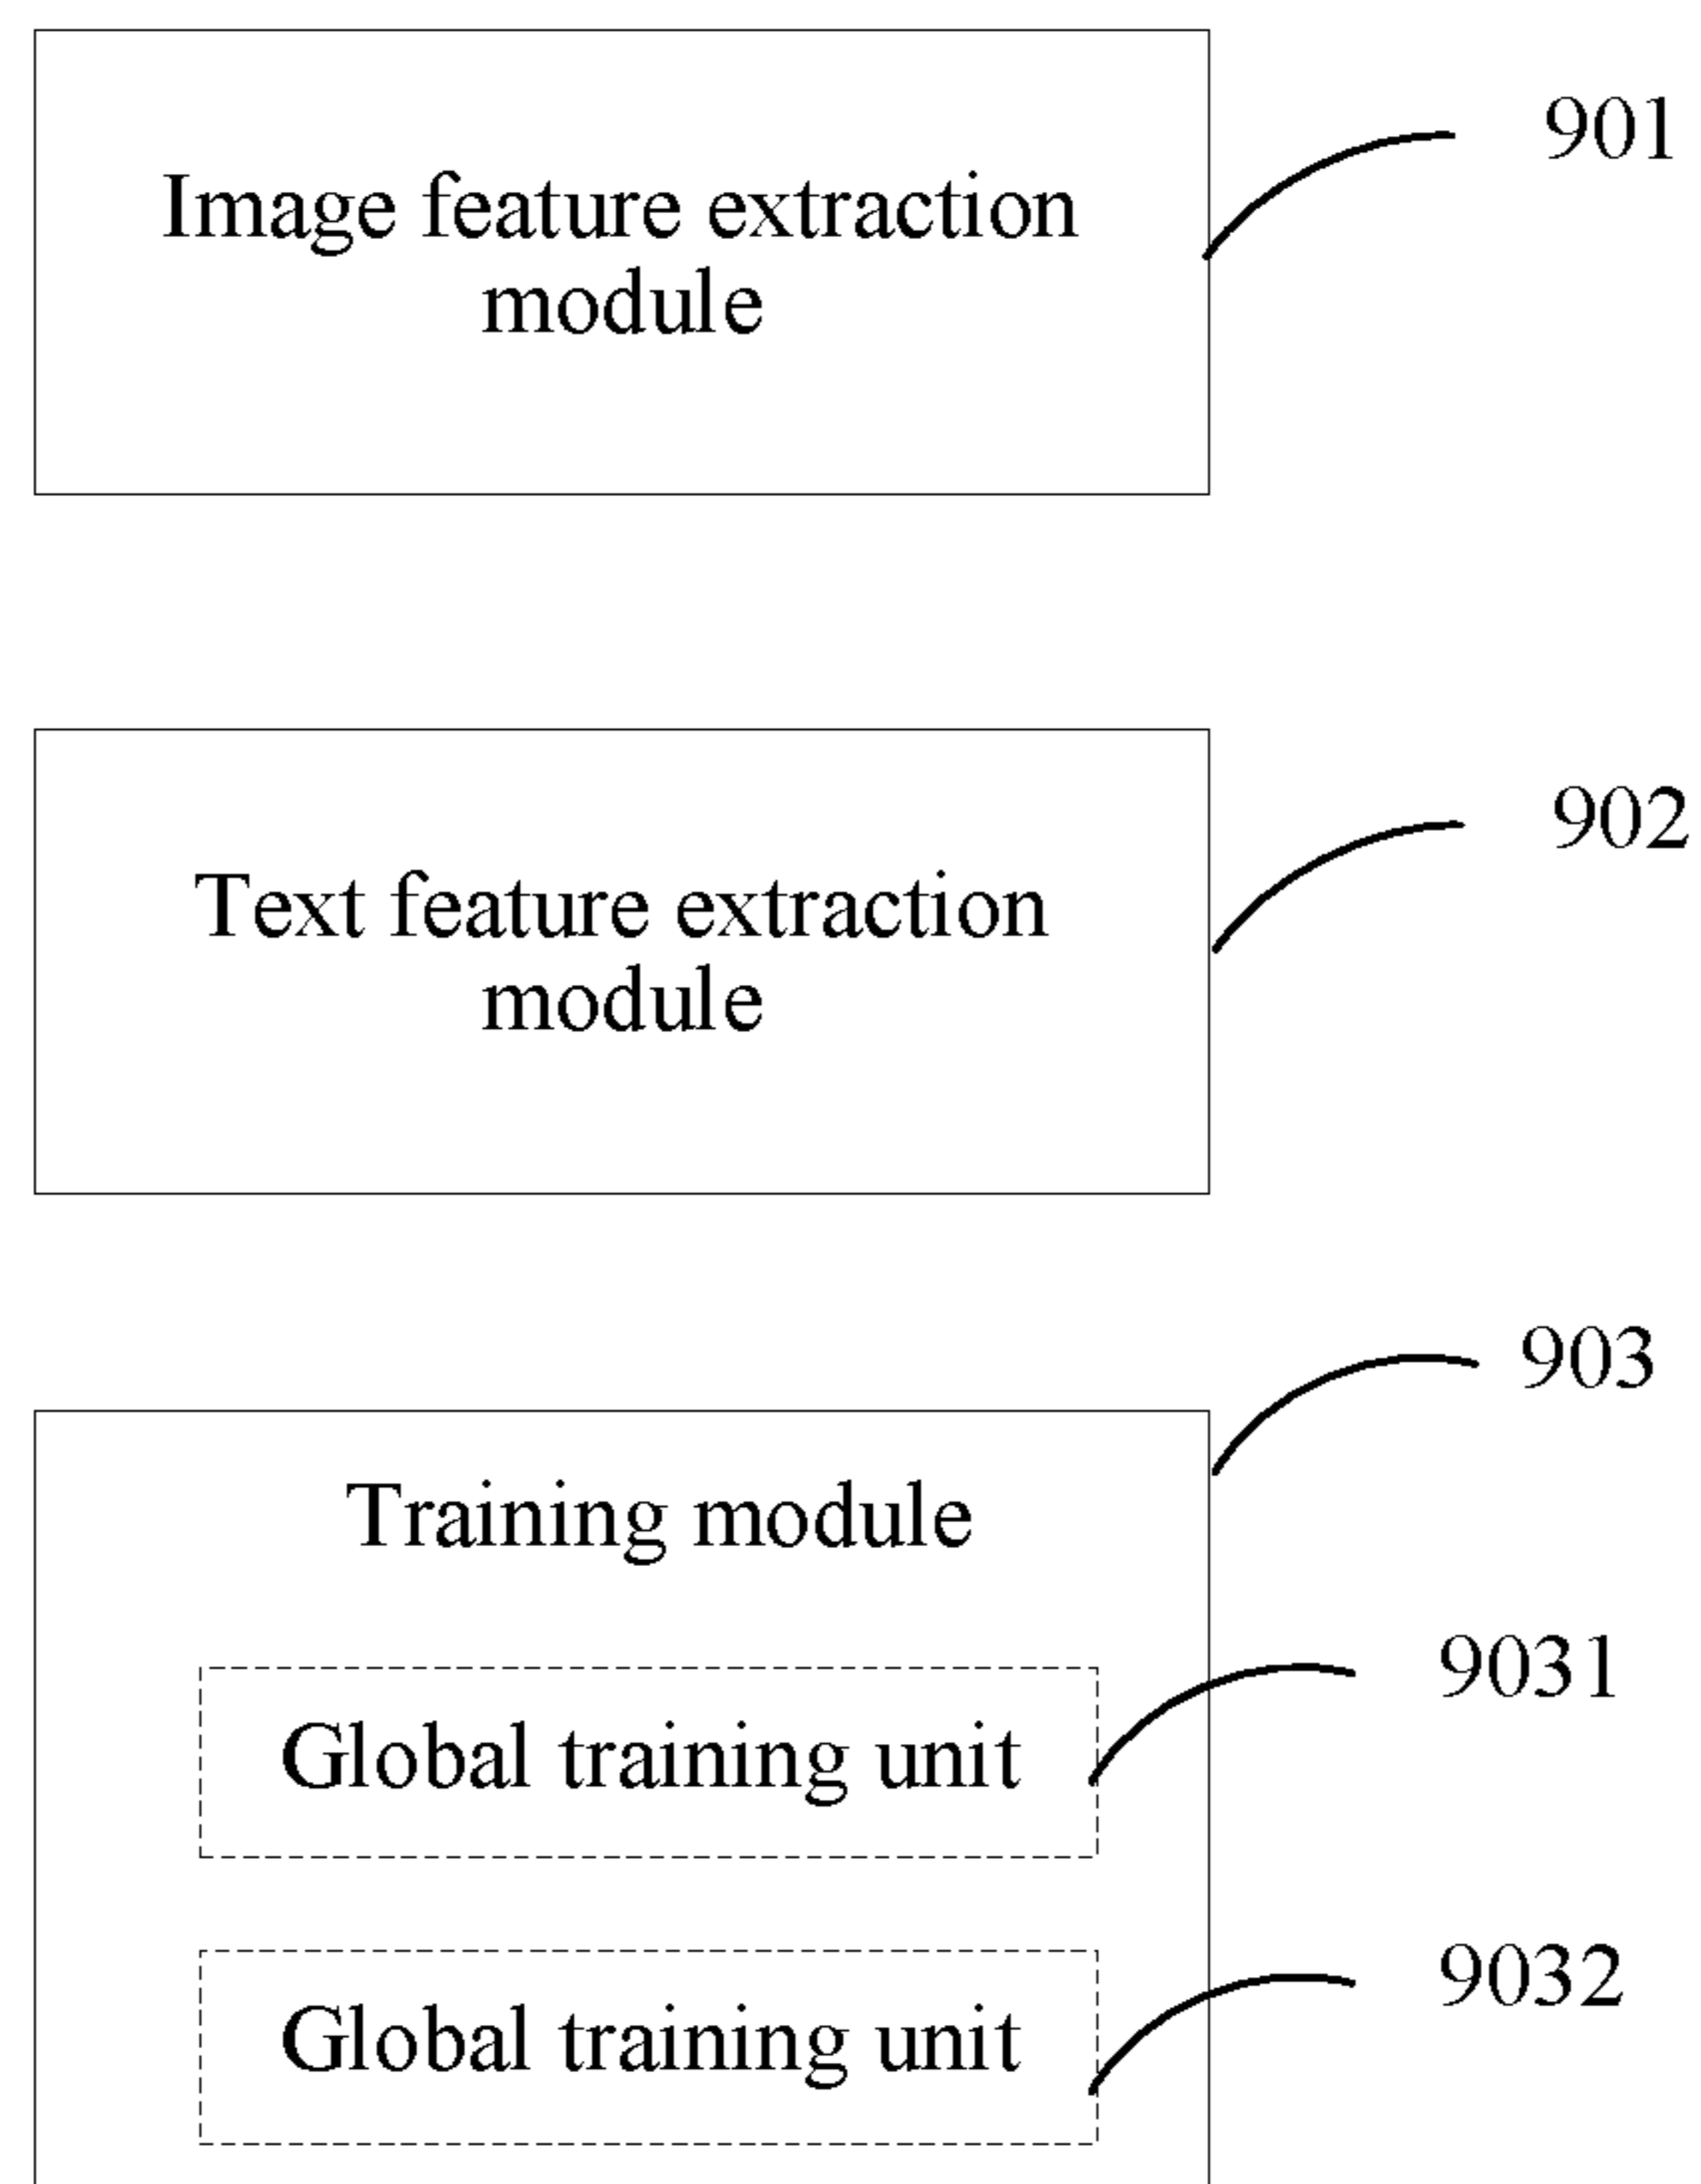 901
Image feature extraction
module
902
Text feature extraction
module
903
Training module
9031
Global training unit
9032
Global training unit